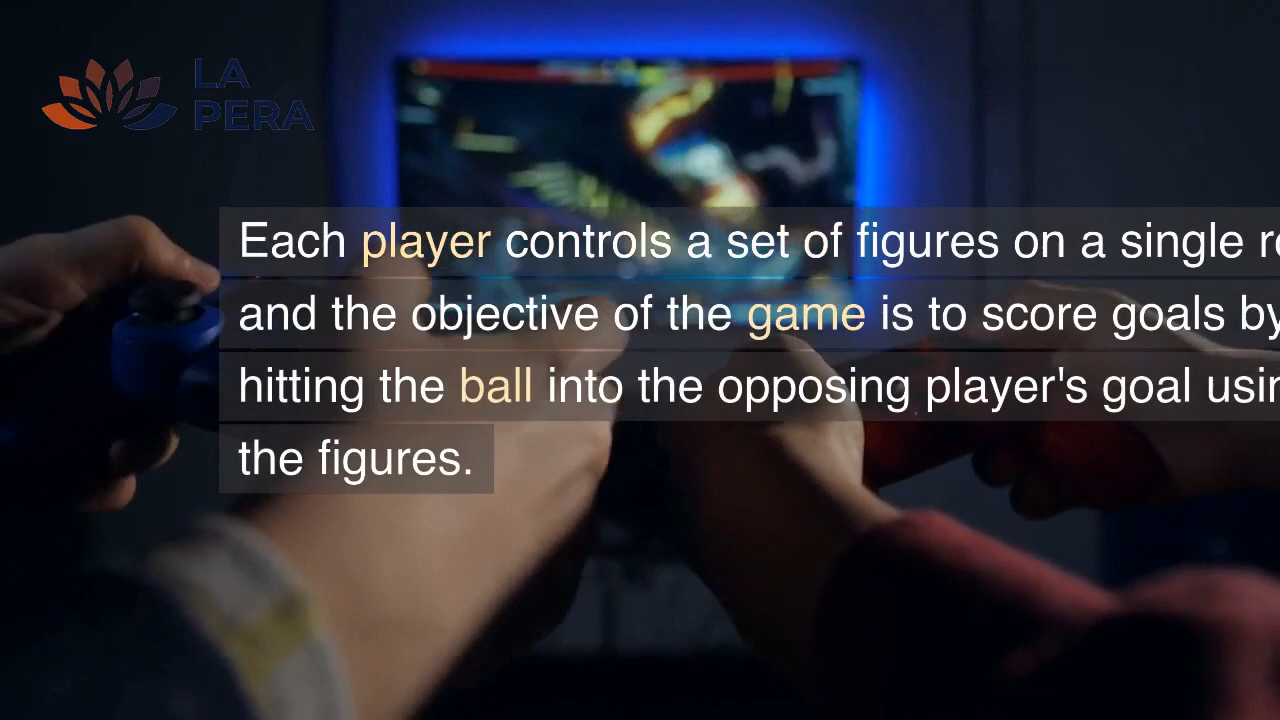 LA
PERA
Each player controls a set of figures on a single
and the objective of the game is to score goals by
hitting the ball into the opposing player's goal
the figures.